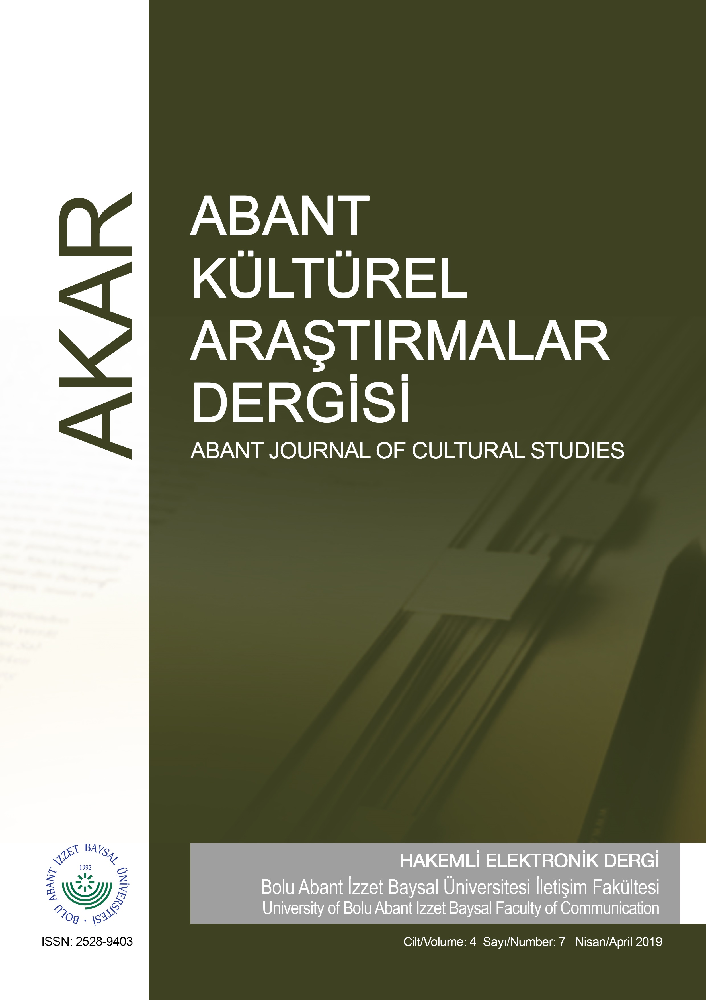 AKAR
ABANT
KÜLTÜREL
ARAŞTIRMALAR
DERGİSİ
ABANT JOURNAL OF CULTURAL STUDIES
HAKEMLİ ELEKTRONİK DERGİ
Bolu Abant İzzet Baysal Üniversitesi İletişim Fakültesi
University of Bolu Abant Izzet Baysal Faculty of Communication
BOLU ABANT İZZET BAYSAL ÜNİVERSİTESİ
1992
ISSN: 2528-9403
Cilt/Volume: 4 Sayı/Number: 7 Nisan/April 2019